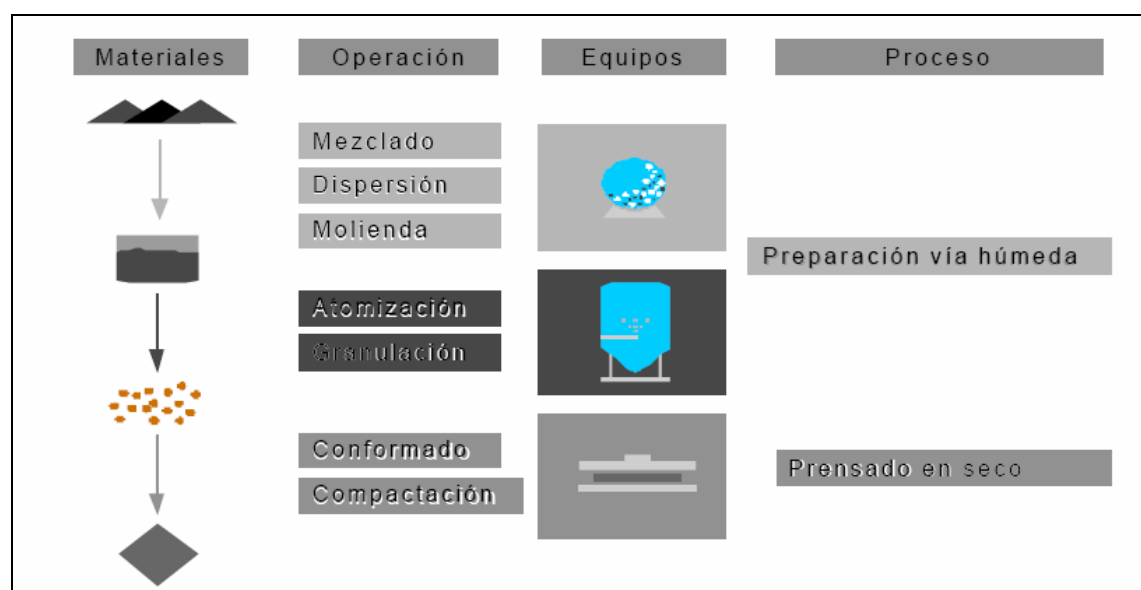 Materiales
Operación
Equipos
Proceso
Mezclado
Dispersión
Molienda
Preparación vía húmeda
Atomización
Granulación
Conformado
Compactación
Prensado en seco